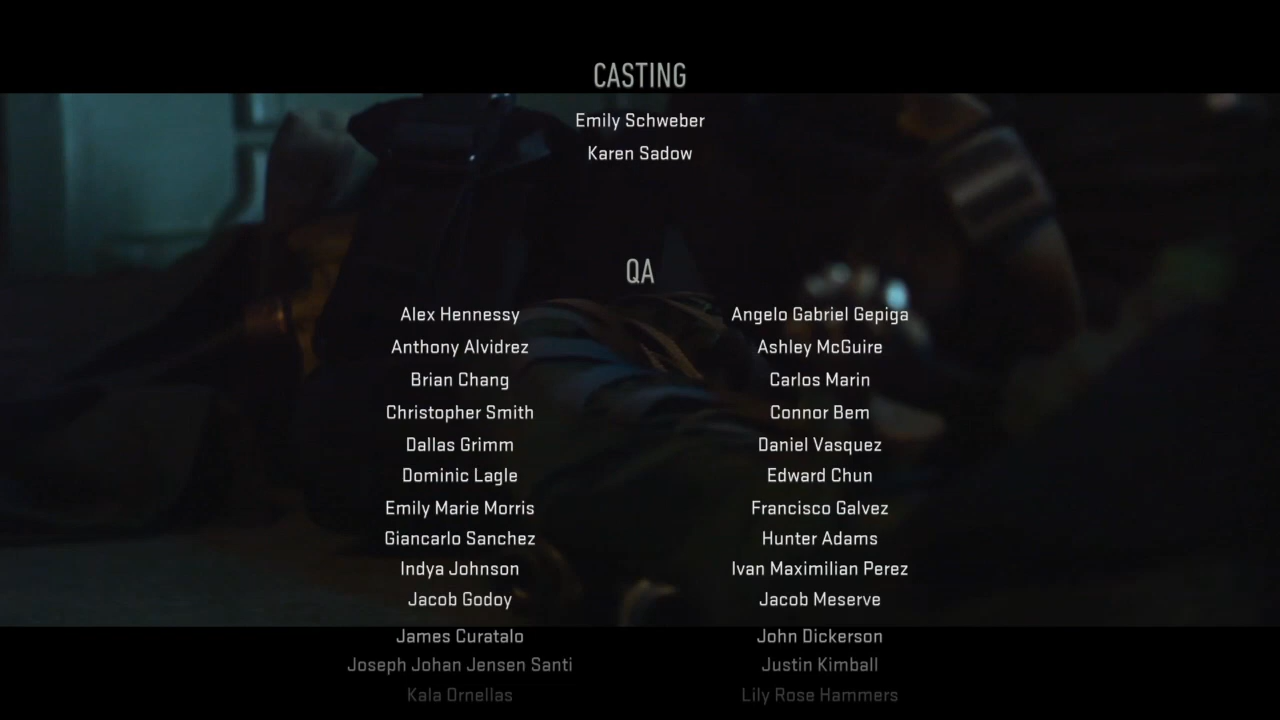 CASTING
Emily Schweber
Karen Sadow
QA
Alex Hennessy Angelo Gabriel Gepiga
Anthony Alvidrez Ashley McGuire
Brian Chang Carlos Marin
Christopher Smith Connor Bem
Dallas Grimm Daniel Vasquez
Dominic Lagle Edward Chun
Emily Marie Morris Francisco Galvez
Giancarlo Sanchez Hunter Adams
Indya Johnson Ivan Maximilian Perez
Jacob Godoy Jacob Meserve
James Curatalo John Dickerson
Joseph Johan Jensen Santi Justin Kimball
Kala Ornellas Lily Rose Hammers